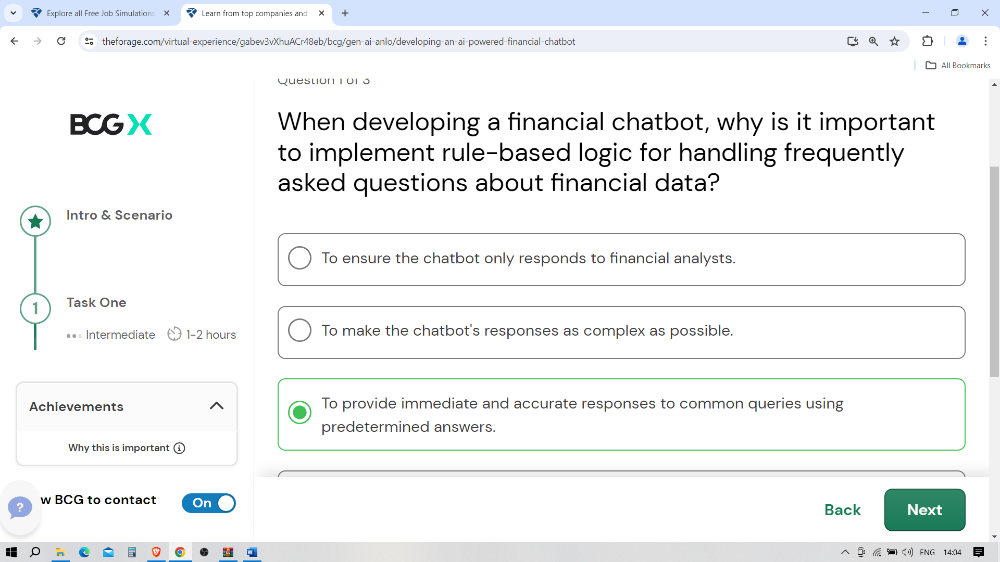 Explore all Free Job Simulations
Learn from top companies and
theforage.com/virtual-experience/gabev3vXhuACr48eb/bcg/gen-ai-anlo/developing-an-ai-powered-financial-chatbot
All Bookmarks
BCG X
Intro & Scenario
1
Task One
Intermediate
1-2 hours
Achievements
Why this is important
w BCG to contact
On
?
Question 1 of 3
When developing a financial chatbot, why is it important
to implement rule-based logic for handling frequently
asked questions about financial data?
To ensure the chatbot only responds to financial analysts.
To make the chatbot's responses as complex as possible.
To provide immediate and accurate responses to common queries using
predetermined answers.
Back
Next
ENG
14:04